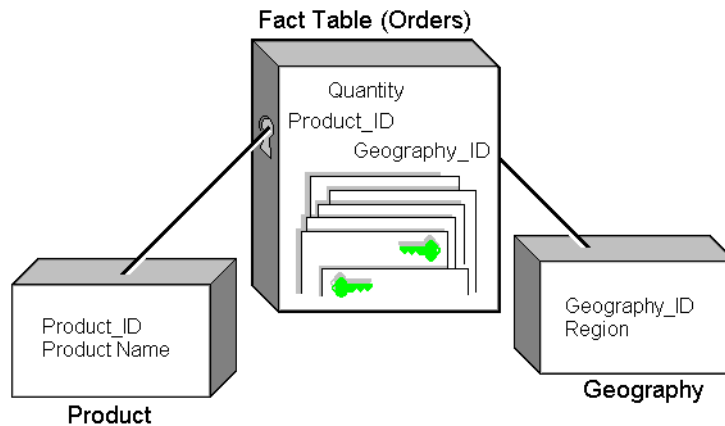 Fact Table (Orders)
Quantity
Product_ID
Geography_ID
Product_ID
Product Name
Product
Geography_ID
Region
Geography